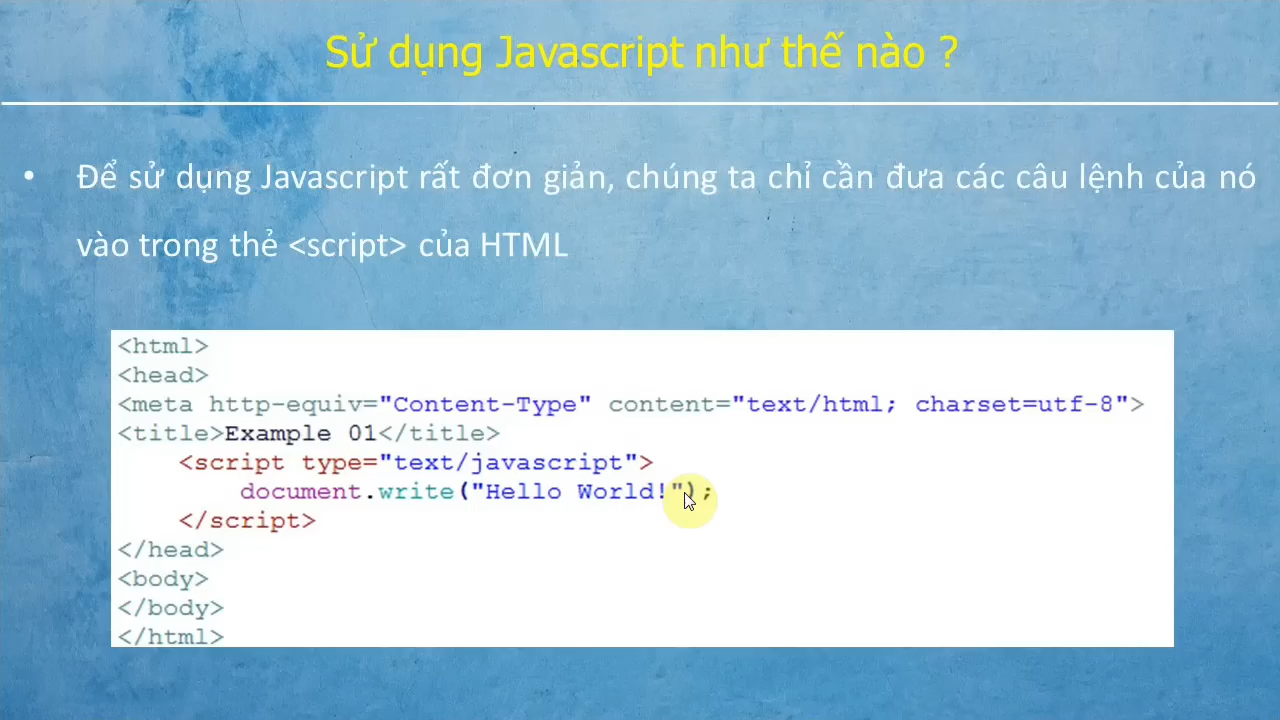 Sử dụng Javascript như thế nào ?
• Để sử dụng Javascript rất đơn giản, chúng ta chỉ cần đưa các câu lệnh của nó
vào trong thẻ <script> của HTML
<html>
<head>
<meta http-equiv="Content-Type" content="text/html; charset=utf-8">
<title>Example 01</title>
<script type="text/javascript">
document.write("Hello World!");
</script>
</head>
<body>
</body>
</html>